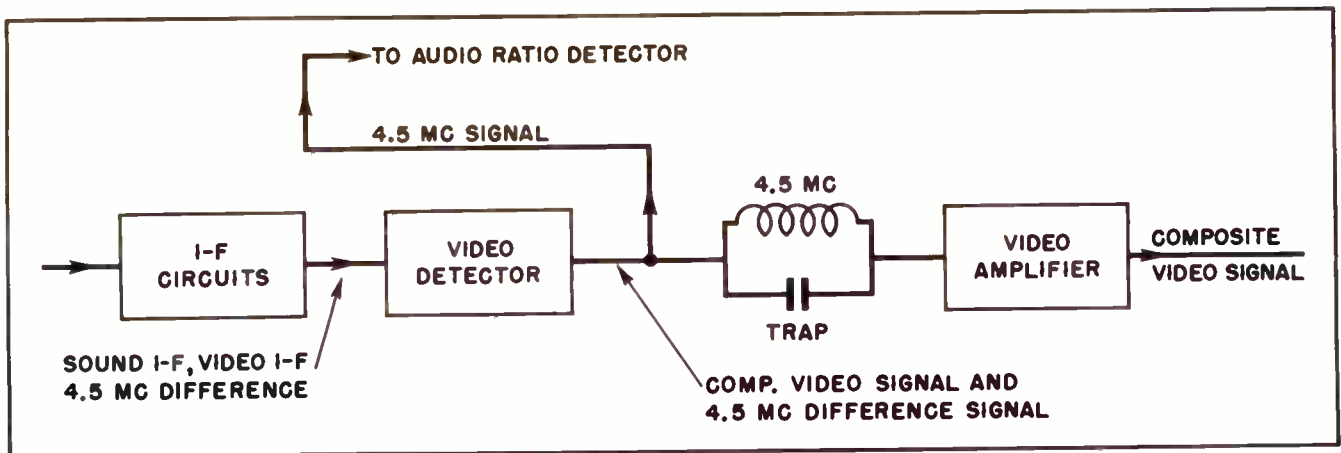 TO AUDIO RATIO DETECTOR
4.5 MC SIGNAL
4.5 MC
I-F
CIRCUITS
VIDEO
DETECTOR
VIDEO
AMPLIFIER
COMPOSITE
VIDEO SIGNAL
TRAP
SOUND I-F, VIDEO I-F
4.5 MC DIFFERENCE
COMP. VIDEO SIGNAL AND
4.5 MC DIFFERENCE SIGNAL